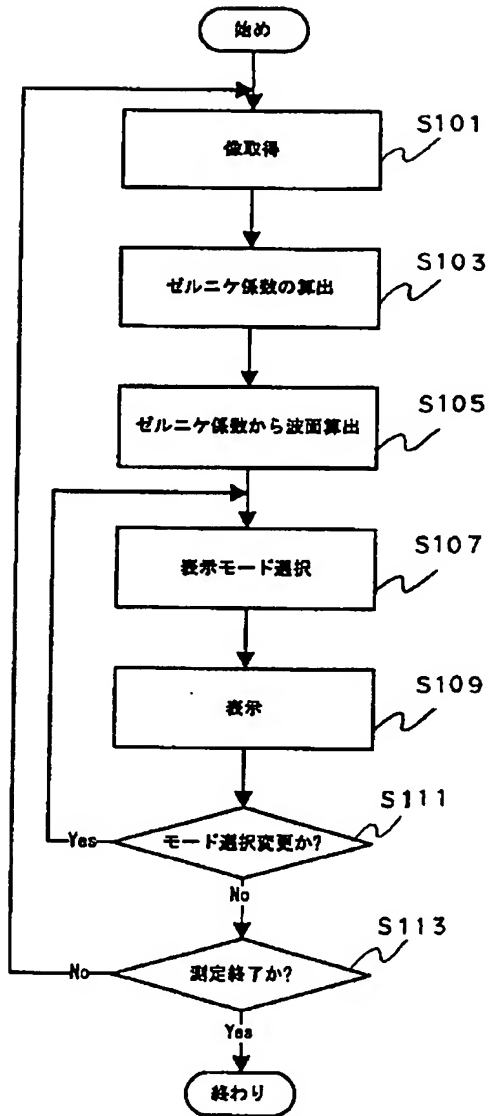 始め
像取得
S101
ゼルニケ係数の算出
S103
ゼルニケ係数から波面算出
S105
表示モード選択
S107
表示
S109
モード選択変更か?
S111
Yes
No
測定終了か?
S113
No
Yes
終わり